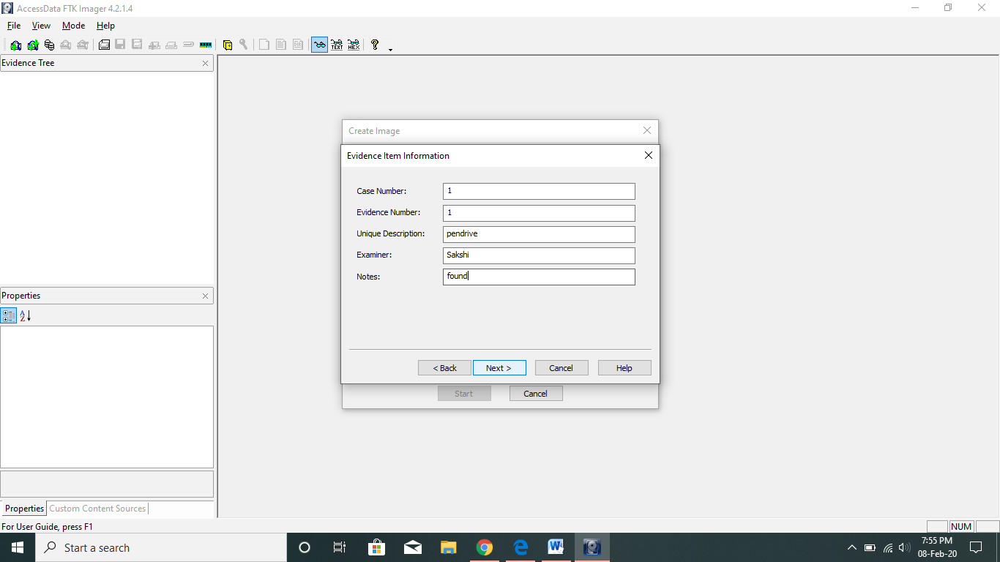 AccessData FTK Imager 4.2.1.4
File View Mode Help
TEXT HEX
Evidence Tree
Create Image
Evidence Item Information
Case Number: 1
Evidence Number: 1
Unique Description: pendrive
Examiner: Sakshi
Notes: found
< Back Next > Cancel Help
Start Cancel
Properties
A
Z
Properties Custom Content Sources
For User Guide, press F1
NUM
Start a search
7:55 PM
08-Feb-20